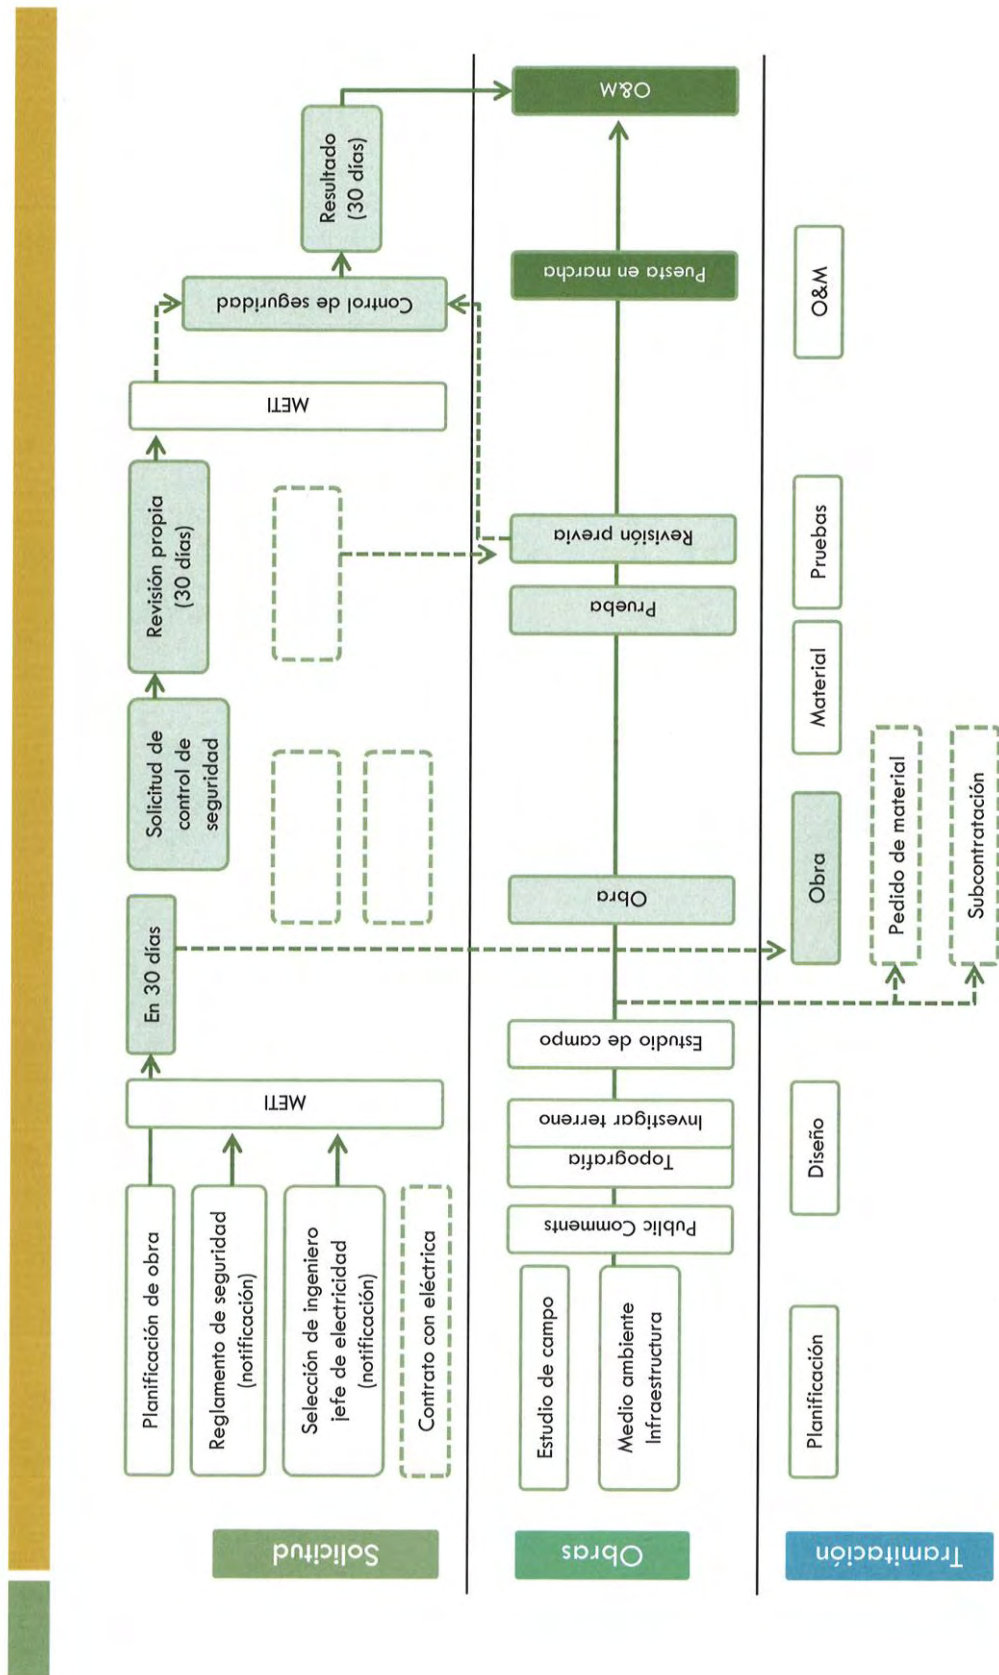 Solicitud
Planificación de obra
Reglamento de seguridad
(notificación)
Selección de ingeniero
jefe de electricidad
(notificación)
Contrato con eléctrica
METI
En 30 días
Solicitud de
control de
seguridad
Revisión propia
(30 días)
METI
Control de seguridad
Resultado
(30 días)
Obras
Estudio de campo
Medio ambiente
Infraestructura
Public Comments
Topografía
Investigar terreno
Estudio de campo
Obra
Prueba
Revisión previa
Puesta en marcha
O&M
Tramitación
Planificación
Diseño
Obra
Pedido de material
Subcontratación
Material
Pruebas
O&M